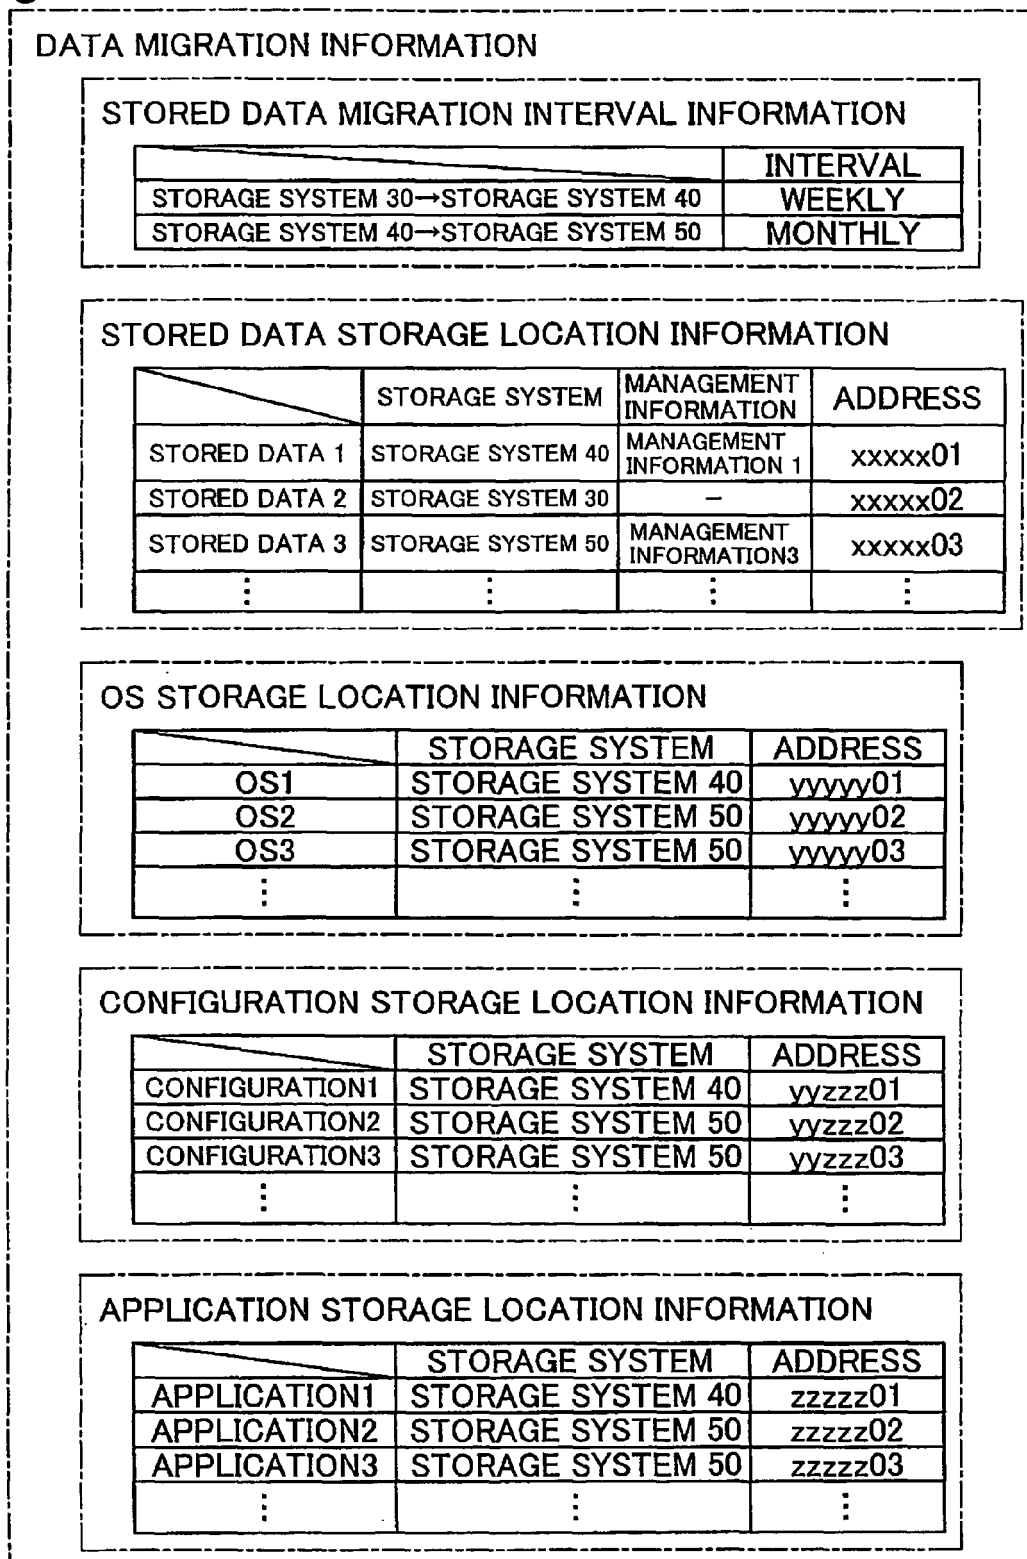 DATA MIGRATION INFORMATION
STORED DATA MIGRATION INTERVAL INFORMATION
INTERVAL
STORAGE SYSTEM 30→STORAGE SYSTEM 40 WEEKLY
STORAGE SYSTEM 40→STORAGE SYSTEM 50 MONTHLY
STORED DATA STORAGE LOCATION INFORMATION
STORAGE SYSTEM MANAGEMENT INFORMATION ADDRESS
STORED DATA 1 STORAGE SYSTEM 40 MANAGEMENT INFORMATION 1 xxxxx01
STORED DATA 2 STORAGE SYSTEM 30 – xxxxx02
STORED DATA 3 STORAGE SYSTEM 50 MANAGEMENT INFORMATION3 xxxxx03
⋮ ⋮ ⋮ ⋮
OS STORAGE LOCATION INFORMATION
STORAGE SYSTEM ADDRESS
OS1 STORAGE SYSTEM 40 yyyyy01
OS2 STORAGE SYSTEM 50 yyyyy02
OS3 STORAGE SYSTEM 50 yyyyy03
⋮ ⋮ ⋮
CONFIGURATION STORAGE LOCATION INFORMATION
STORAGE SYSTEM ADDRESS
CONFIGURATION1 STORAGE SYSTEM 40 yyzzz01
CONFIGURATION2 STORAGE SYSTEM 50 yyzzz02
CONFIGURATION3 STORAGE SYSTEM 50 yyzzz03
⋮ ⋮ ⋮
APPLICATION STORAGE LOCATION INFORMATION
STORAGE SYSTEM ADDRESS
APPLICATION1 STORAGE SYSTEM 40 zzzzz01
APPLICATION2 STORAGE SYSTEM 50 zzzzz02
APPLICATION3 STORAGE SYSTEM 50 zzzzz03
⋮ ⋮ ⋮